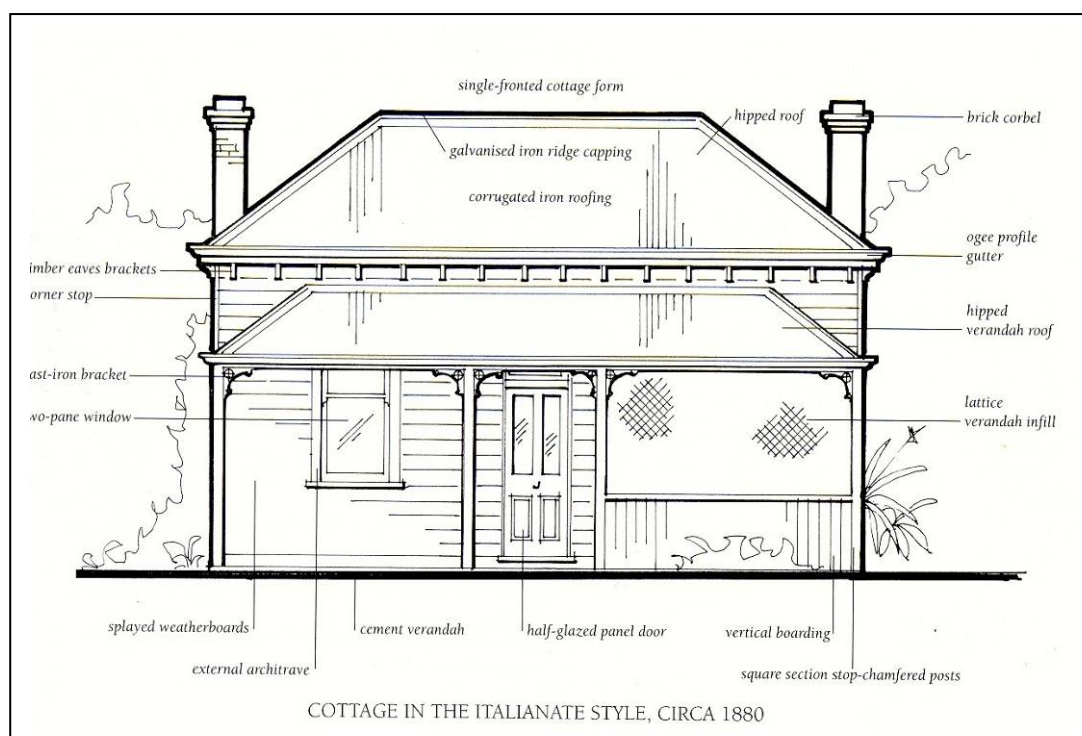 single-fronted cottage form
hipped roof
brick corbel
galvanised iron ridge capping
corrugated iron roofing
ogee profile
gutter
imber eaves brackets
orner stop
hipped
verandah roof
ast-iron bracket
wo-pane window
lattice
verandah infill
splayed weatherboards
cement verandah
half-glazed panel door
vertical boarding
external architrave
square section stop-chamfered posts
COTTAGE IN THE ITALIANATE STYLE, CIRCA 1880